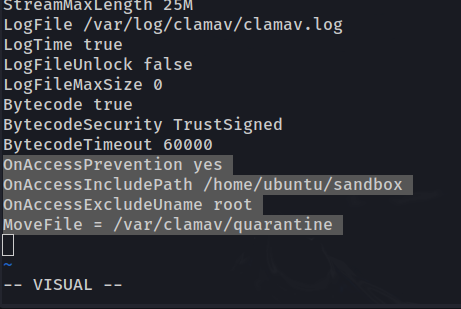 StreamMaxLength 25M
LogFile /var/log/clamav/clamav.log
LogTime true
LogFileUnlock false
LogFileMaxSize 0
Bytecode true
BytecodeSecurity TrustSigned
BytecodeTimeout 60000
OnAccessPrevention yes
OnAccessIncludePath /home/ubuntu/sandbox
OnAccessExcludeUname root
MoveFile = /var/clamav/quarantine
~
-- VISUAL --